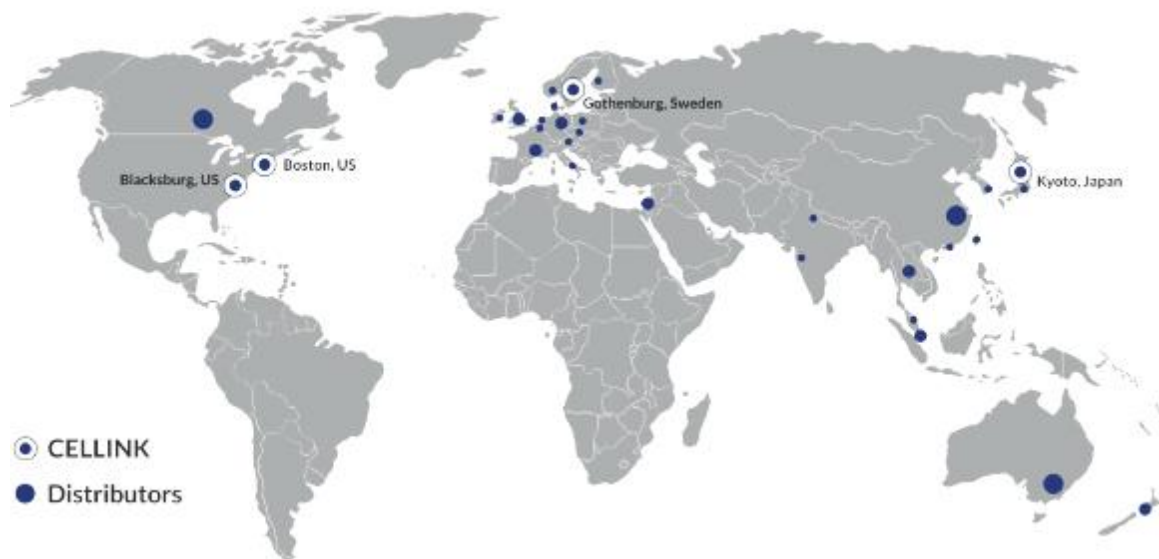 Gothenburg, Sweden
Boston, US
Blacksburg, US
Kyoto, Japan
CELLINK
Distributors